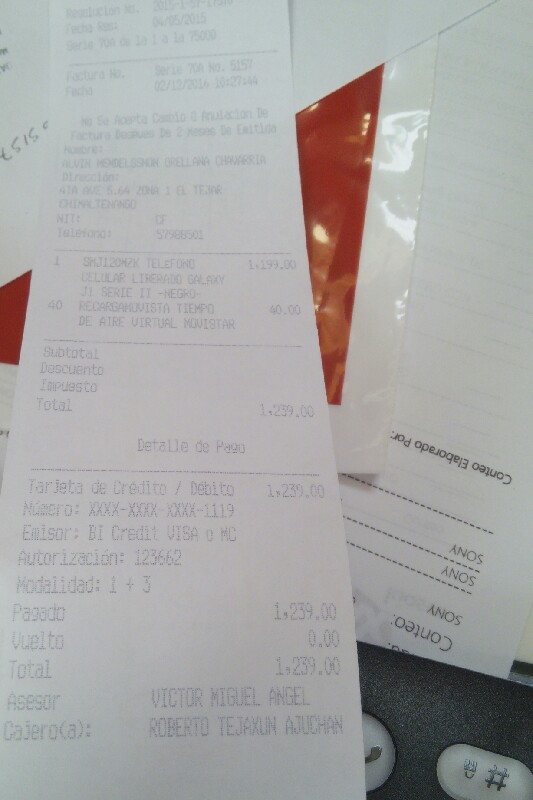 Resolucion No. 2015-1-59-17376
Fecha Res: 04/05/2015
Serie 70A de la 1 a la 75000
Factura No. Serie 70A No. 5157
Fecha 02/12/2016-10:27:44
No Se Acepta Cambio O Anulacion De
Factura Despues De 2 Meses De Emitida
Nombre:
ALVIN MENDELSSHON ORELLANA CHAVARRIA
Dirección:
4TA AVE 5.64 ZONA 1 EL TEJAR
CHIMALTENANGO
NIT: CF
Telefono: 57988501
1 SMJ120MZK TELEFONO 1,199.00
CELULAR LIBERADO GALAXY
J1 SERIE II -NEGRO-
40 RECARGAMOVISTA TIEMPO 40.00
DE AIRE VIRTUAL MOVISTAR
Subtotal
Descuento
Impuesto
Total 1,239.00
Detalle de Pago
Tarjeta de Crédito / Débito 1,239.00
Número: XXXX-XXXX-XXXX-1119
Emisor: BI Credit VISA o MC
Autorización: 123662
Modalidad: 1 + 3
Pagado 1,239.00
Vuelto 0.00
Total 1,239.00
Asesor VICTOR MIGUEL ANGEL
Cajero(a): ROBERTO TEJAXUN AJUCHAN
Conteo Elaborado Por:
SONY
SONY
SONY
Conteo:
#